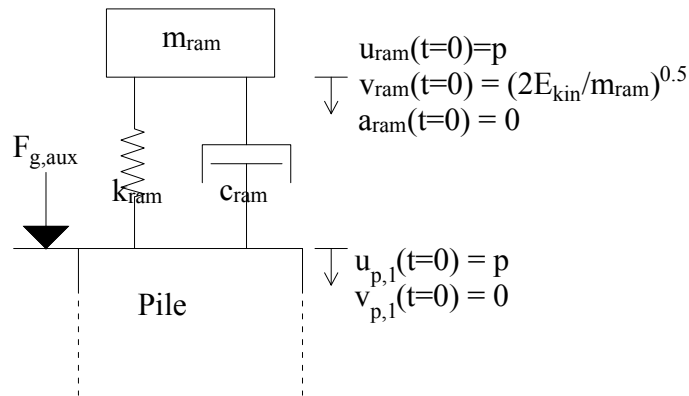 m_ram
u_ram(t=0)=p
v_ram(t=0) = (2E_kin/m_ram)^0.5
a_ram(t=0) = 0
F_g,aux
k_ram
c_ram
u_p,1(t=0) = p
v_p,1(t=0) = 0
Pile